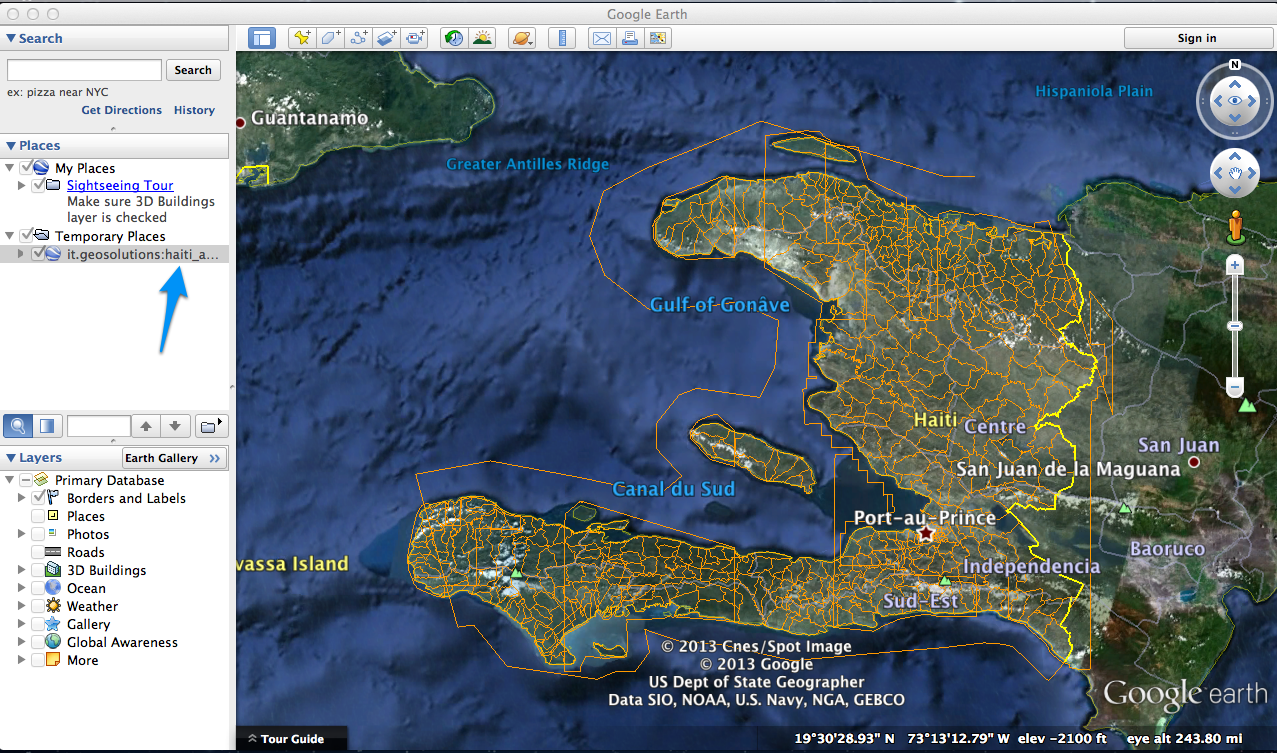 Google Earth
Search
Search
ex: pizza near NYC
Get Directions History
Places
My Places
Sightseeing Tour
Make sure 3D Buildings
layer is checked
Temporary Places
it.geosolutions:haiti_a...
Layers
Earth Gallery >>
Primary Database
Borders and Labels
Places
Photos
Roads
3D Buildings
Ocean
Weather
Gallery
Global Awareness
More
Sign in
N
Hispaniola Plain
Guantanamo
Greater Antilles Ridge
Gulf of Gonâve
Haiti
Centre
San Juan
San Juan de la Maguana
Canal du Sud
Port-au-Prince
Baoruco
vassa Island
Independencia
Sud-Est
© 2013 Cnes/Spot Image
© 2013 Google
US Dept of State Geographer
Data SIO, NOAA, U.S. Navy, NGA, GEBCO
Google earth
Tour Guide
19°30'28.93" N 73°13'12.79" W elev -2100 ft eye alt 243.80 mi